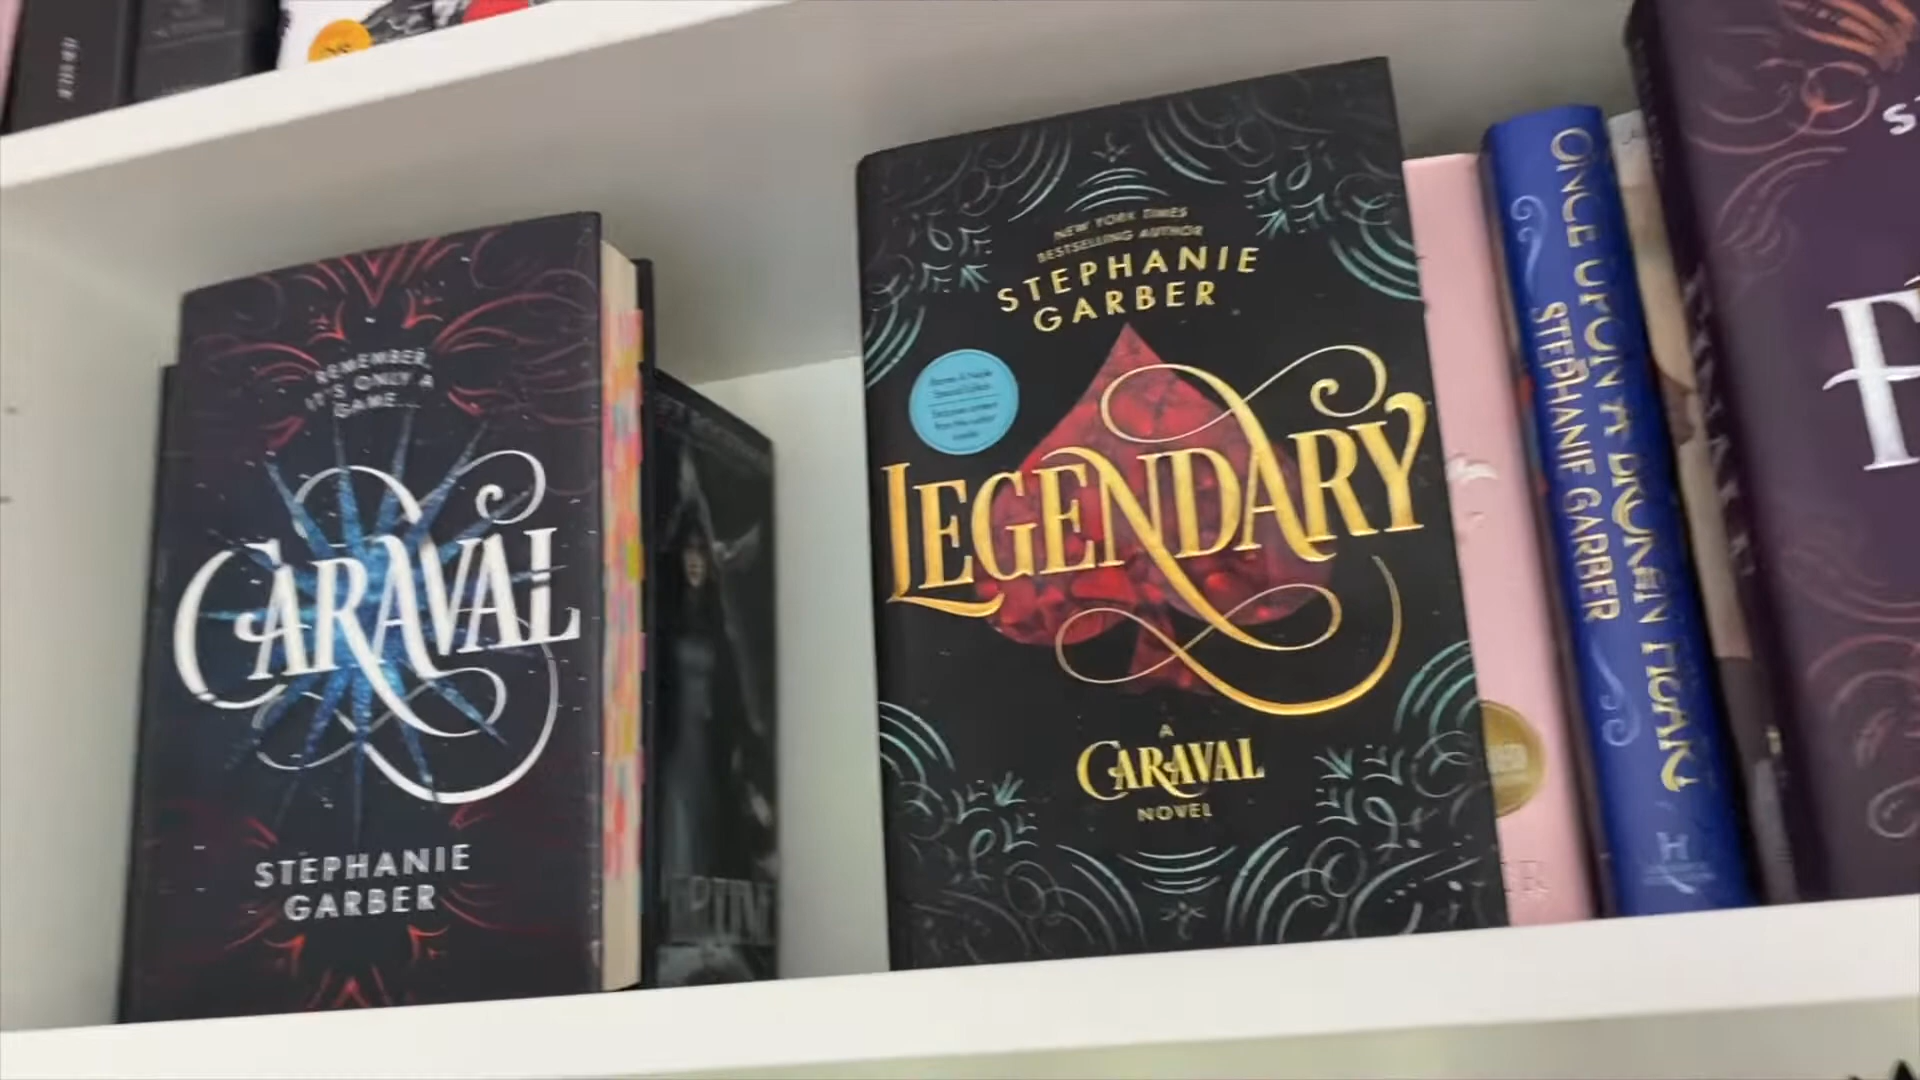 REMEMBER,
IT'S ONLY A
GAME...
CARAVAL
STEPHANIE
GARBER
NEW YORK TIMES
BESTSELLING AUTHOR
STEPHANIE
GARBER
LEGENDARY
A
CARAVAL
NOVEL
ONCE UPON A BROKEN HEART
STEPHANIE GARBER
H
FINALE